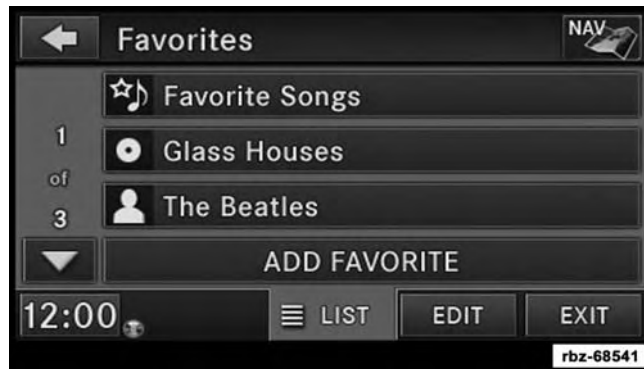 Favorites
NAV
Favorite Songs
1
of
3
Glass Houses
The Beatles
ADD FAVORITE
12:00
LIST
EDIT
EXIT
rbz-68541